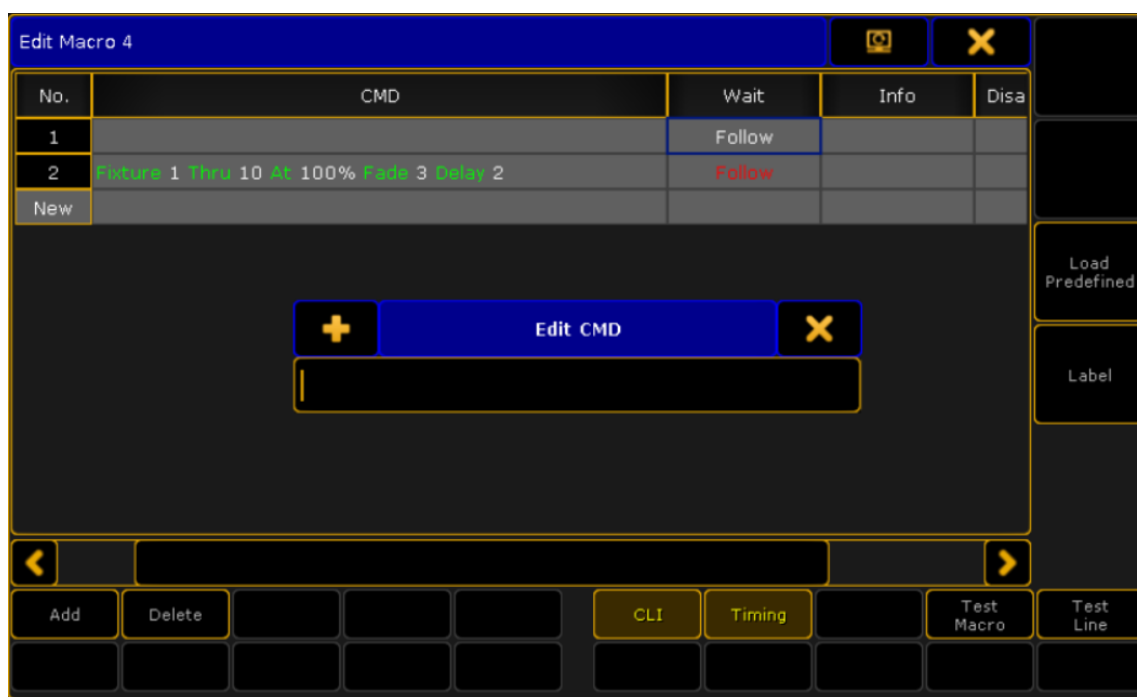 Edit Macro 4
No. CMD Wait Info Disa
1 Follow
2 Fixture 1 Thru 10 At 100% Fade 3 Delay 2 Follow
New
Load
Predefined
Edit CMD
Label
Add Delete CLI Timing Test Macro Test Line